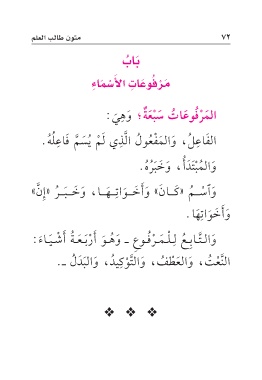 ٧٢ متون طالب العلم
بَابُ
مَرْفُوعَاتِ الأَسْمَاءِ
المَرْفُوعَاتُ سَبْعَةٌ؛ وَهِيَ:
الفَاعِلُ، وَالمَفْعُولُ الَّذِي لَمْ يُسَمَّ فَاعِلُهُ.
وَالمُبْتَدَأُ، وَخَبَرُهُ.
وَٱسْمُ «كَانَ» وَأَخَوَاتِهَا، وَخَبَرُ «إِنَّ»
وَأَخَوَاتِهَا.
وَالتَّابِعُ لِلْمَرْفُوعِ ـ وَهُوَ أَرْبَعَةُ أَشْيَاءَ:
النَّعْتُ، وَالعَطْفُ، وَالتَّوْكِيدُ، وَالبَدَلُ ـ.